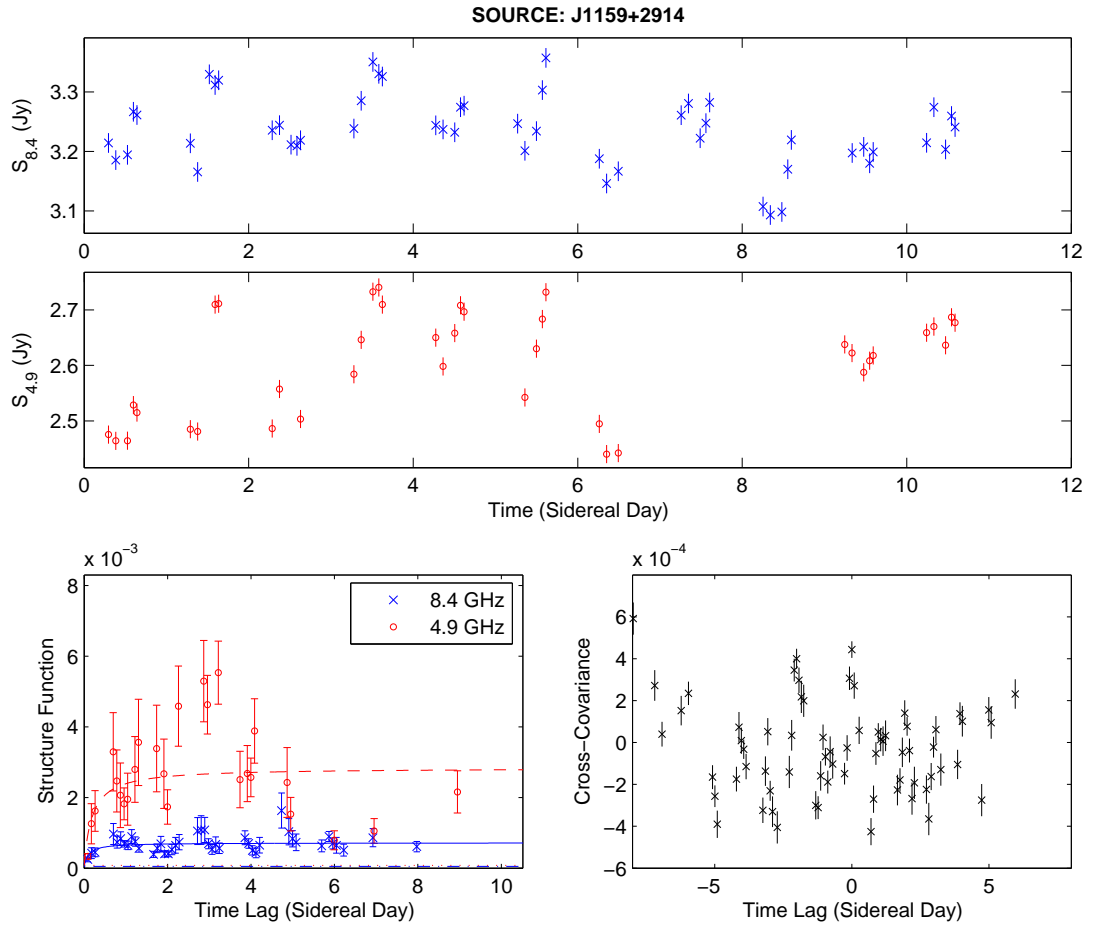 SOURCE: J1159+2914
S8.4 (Jy)
3.3
3.2
3.1
0 2 4 6 8 10 12
S4.9 (Jy)
2.7
2.6
2.5
0 2 4 6 8 10 12
Time (Sidereal Day)
x 10−3
Structure Function
8
6
4
2
0
8.4 GHz
4.9 GHz
0 2 4 6 8 10
Time Lag (Sidereal Day)
x 10−4
Cross−Covariance
6
4
2
0
−2
−4
−6
−5 0 5
Time Lag (Sidereal Day)